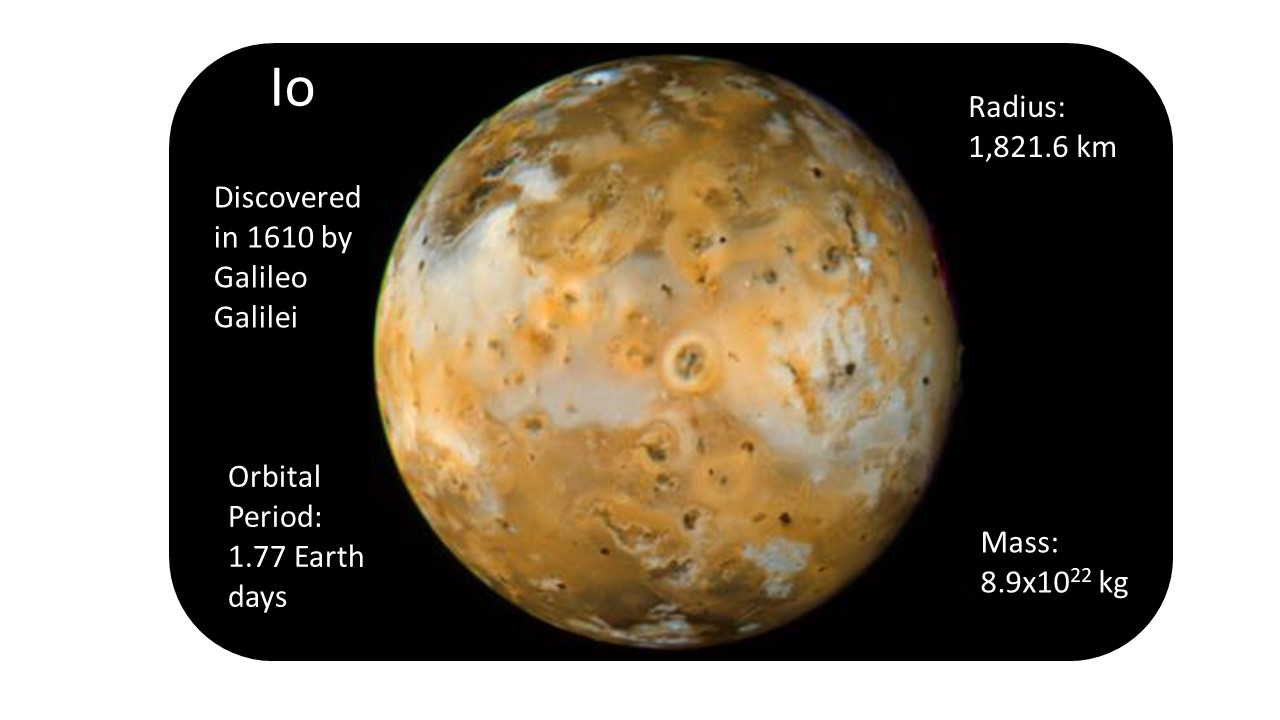 Io
Radius:
1,821.6 km
Discovered
in 1610 by
Galileo
Galilei
Orbital
Period:
1.77 Earth
days
Mass:
8.9x10²² kg